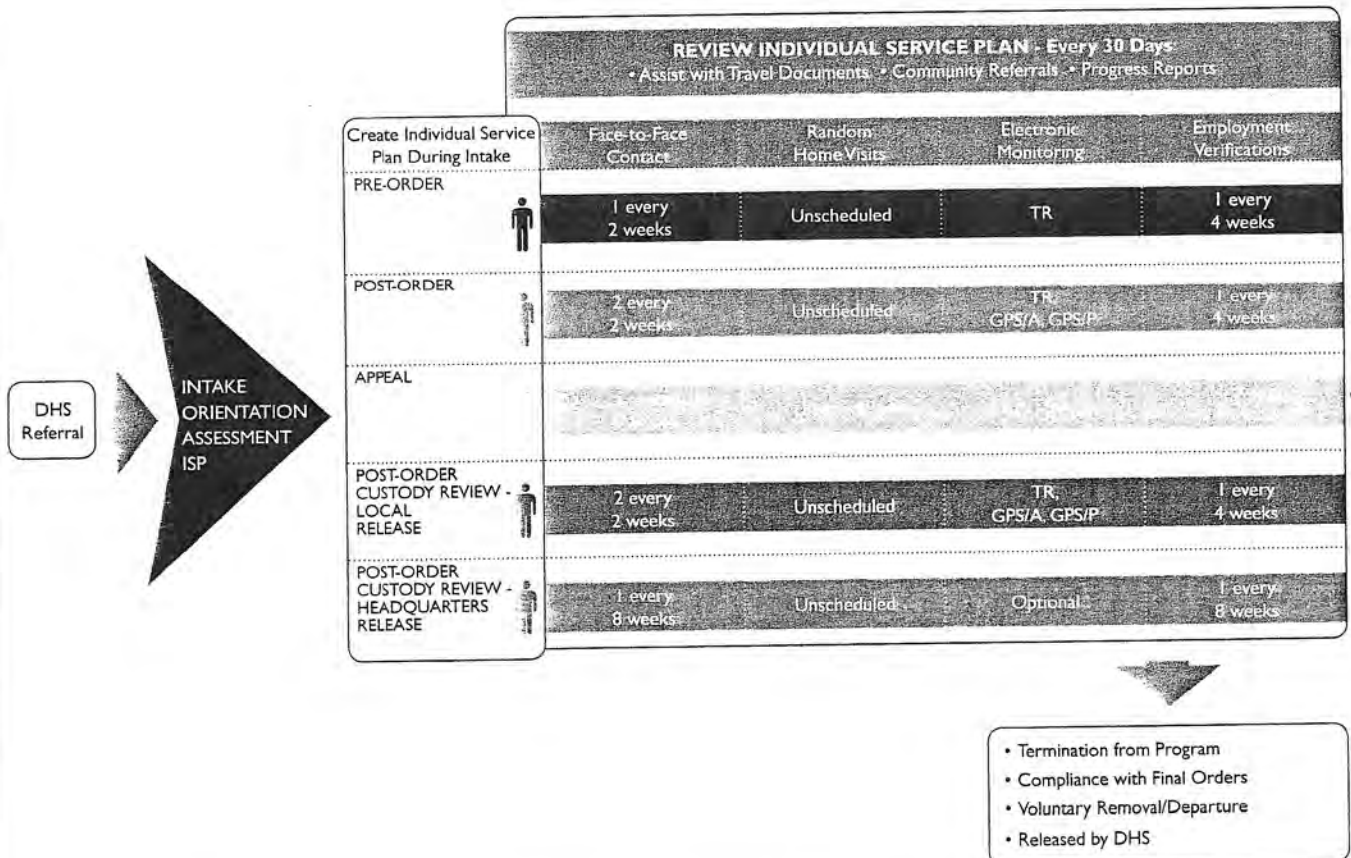 REVIEW INDIVIDUAL SERVICE PLAN - Every 30 Days
• Assist with Travel Documents • Community Referrals • Progress Reports
Create Individual Service
Plan During Intake
Face-to-Face
Contact
Random
Home Visits
Electronic
Monitoring
Employment
Verifications
PRE-ORDER
1 every
2 weeks
Unscheduled
TR
1 every
4 weeks
POST-ORDER
2 every
2 weeks
Unscheduled
TR,
GPS/A, GPS/P
1 every
4 weeks
APPEAL
DHS
Referral
INTAKE
ORIENTATION
ASSESSMENT
ISP
POST-ORDER
CUSTODY REVIEW -
LOCAL
RELEASE
2 every
2 weeks
Unscheduled
TR,
GPS/A, GPS/P
1 every
4 weeks
POST-ORDER
CUSTODY REVIEW -
HEADQUARTERS
RELEASE
1 every
8 weeks
Unscheduled
Optional
1 every
8 weeks
• Termination from Program
• Compliance with Final Orders
• Voluntary Removal/Departure
• Released by DHS